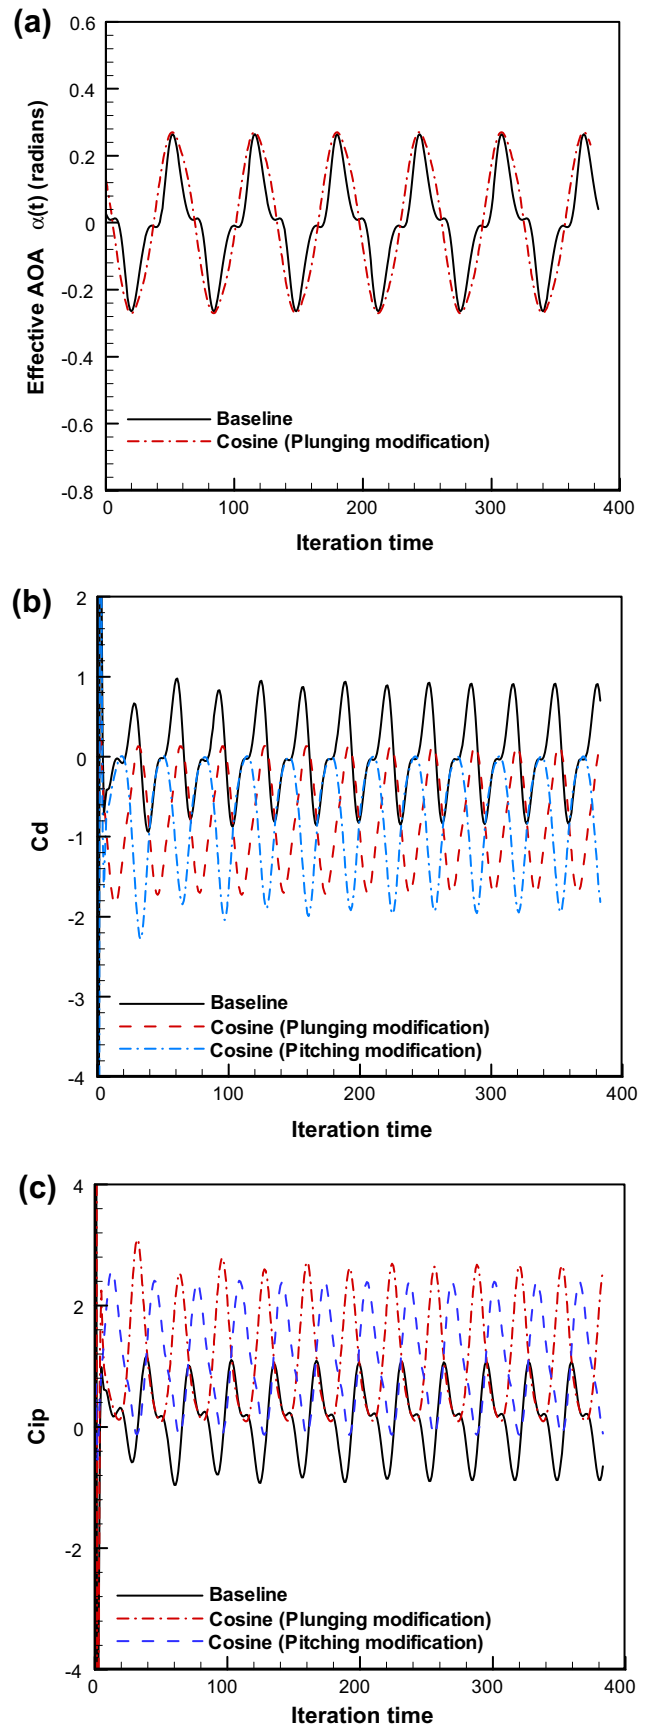 (a)
0.6
0.4
0.2
0
-0.2
-0.4
-0.6
-0.8
Effective AOA α(t) (radians)
Baseline
Cosine (Plunging modification)
0
100
200
300
400
Iteration time
(b)
2
1
0
-1
-2
-3
-4
Cd
Baseline
Cosine (Plunging modification)
Cosine (Pitching modification)
0
100
200
300
400
Iteration time
(c)
4
2
0
-2
-4
Cip
Baseline
Cosine (Plunging modification)
Cosine (Pitching modification)
0
100
200
300
400
Iteration time